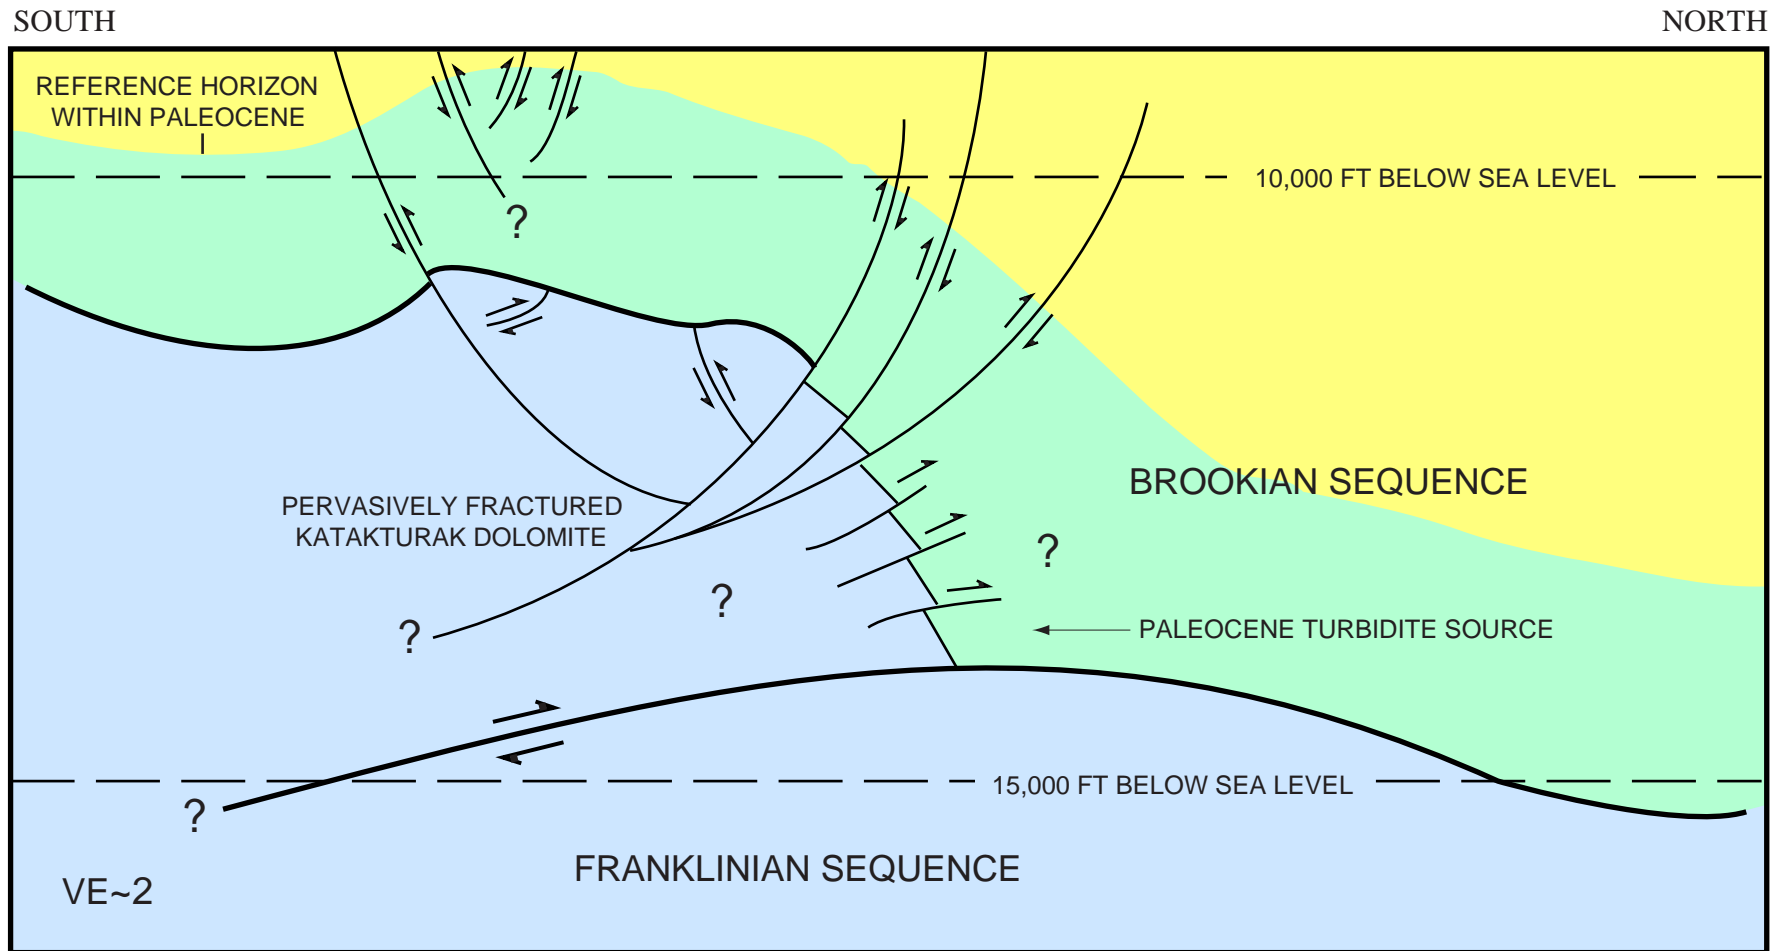 SOUTH
NORTH
REFERENCE HORIZON
WITHIN PALEOCENE
10,000 FT BELOW SEA LEVEL
?
BROOKIAN SEQUENCE
PERVASIVELY FRACTURED
KATAKTURAK DOLOMITE
?
?
?
PALEOCENE TURBIDITE SOURCE
15,000 FT BELOW SEA LEVEL
?
FRANKLINIAN SEQUENCE
VE~2